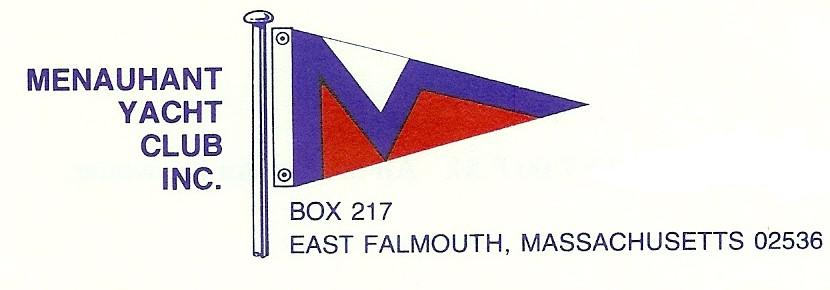 MENAUHANT
YACHT
CLUB
INC.
BOX 217
EAST FALMOUTH, MASSACHUSETTS 02536